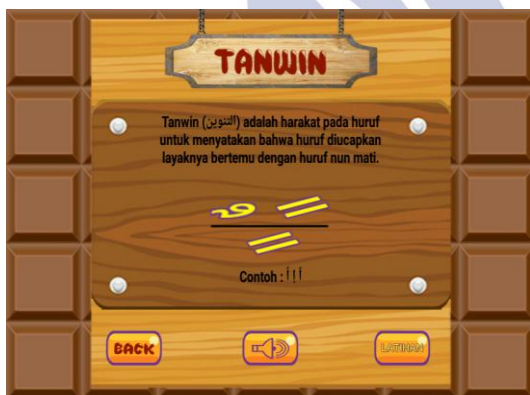 TANWIN
Tanwin (التنوين) adalah harakat pada huruf
untuk menyatakan bahwa huruf diucapkan
layaknya bertemu dengan huruf nun mati.
Contoh : أ إ أ
BACK
LATIHAN